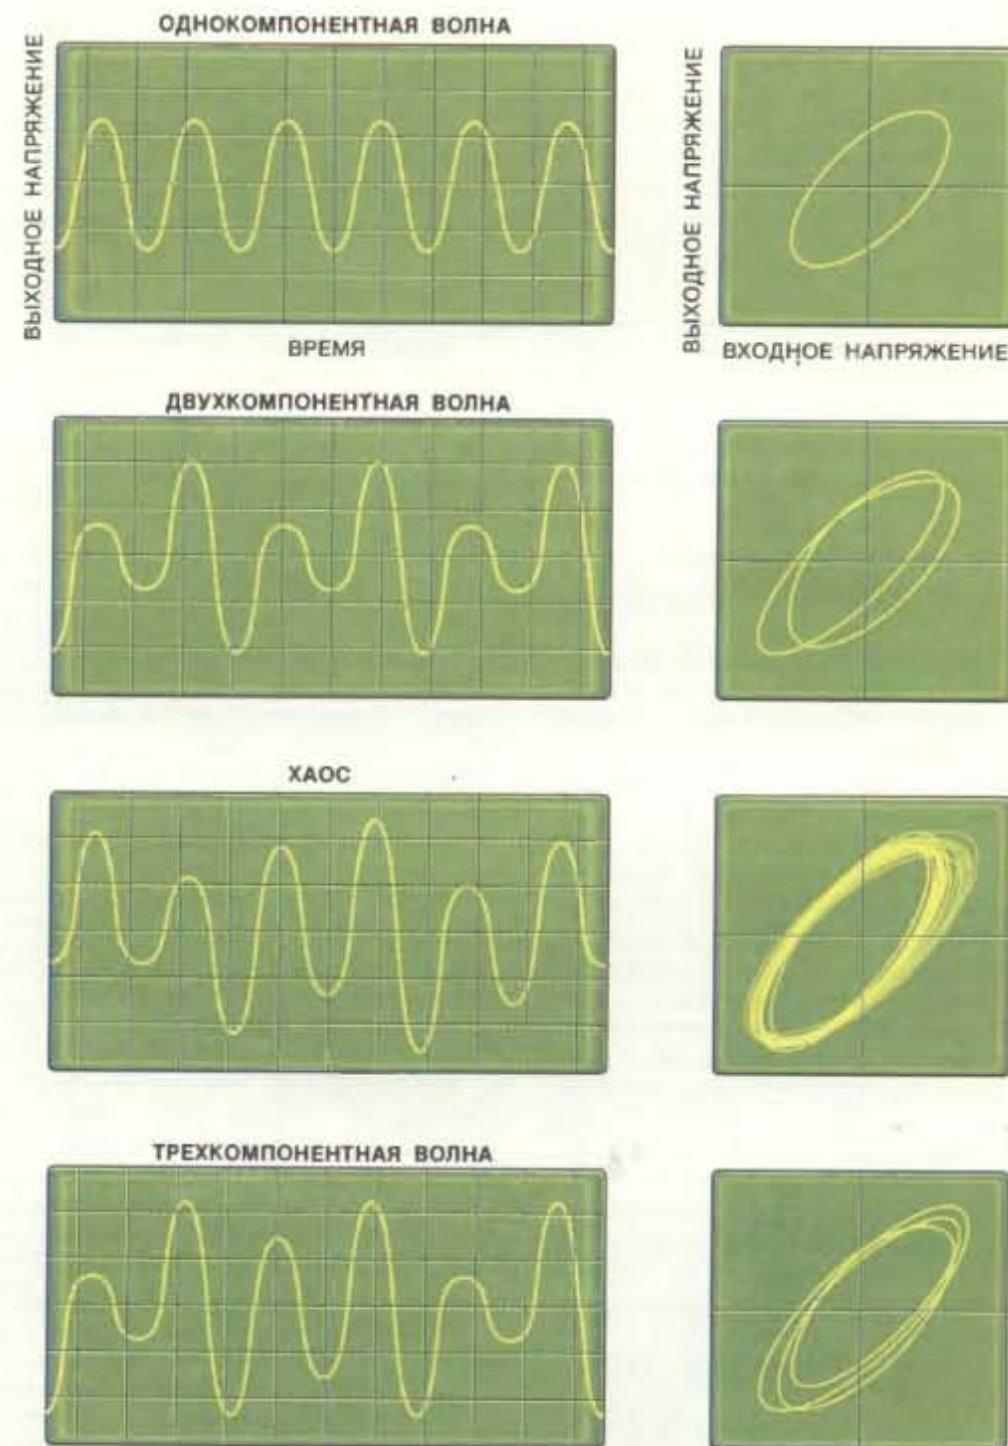 ОДНОКОМПОНЕНТНАЯ ВОЛНА
ВЫХОДНОЕ НАПРЯЖЕНИЕ
ВРЕМЯ
ВЫХОДНОЕ НАПРЯЖЕНИЕ
ВХОДНОЕ НАПРЯЖЕНИЕ
ДВУХКОМПОНЕНТНАЯ ВОЛНА
ХАОС
ТРЕХКОМПОНЕНТНАЯ ВОЛНА